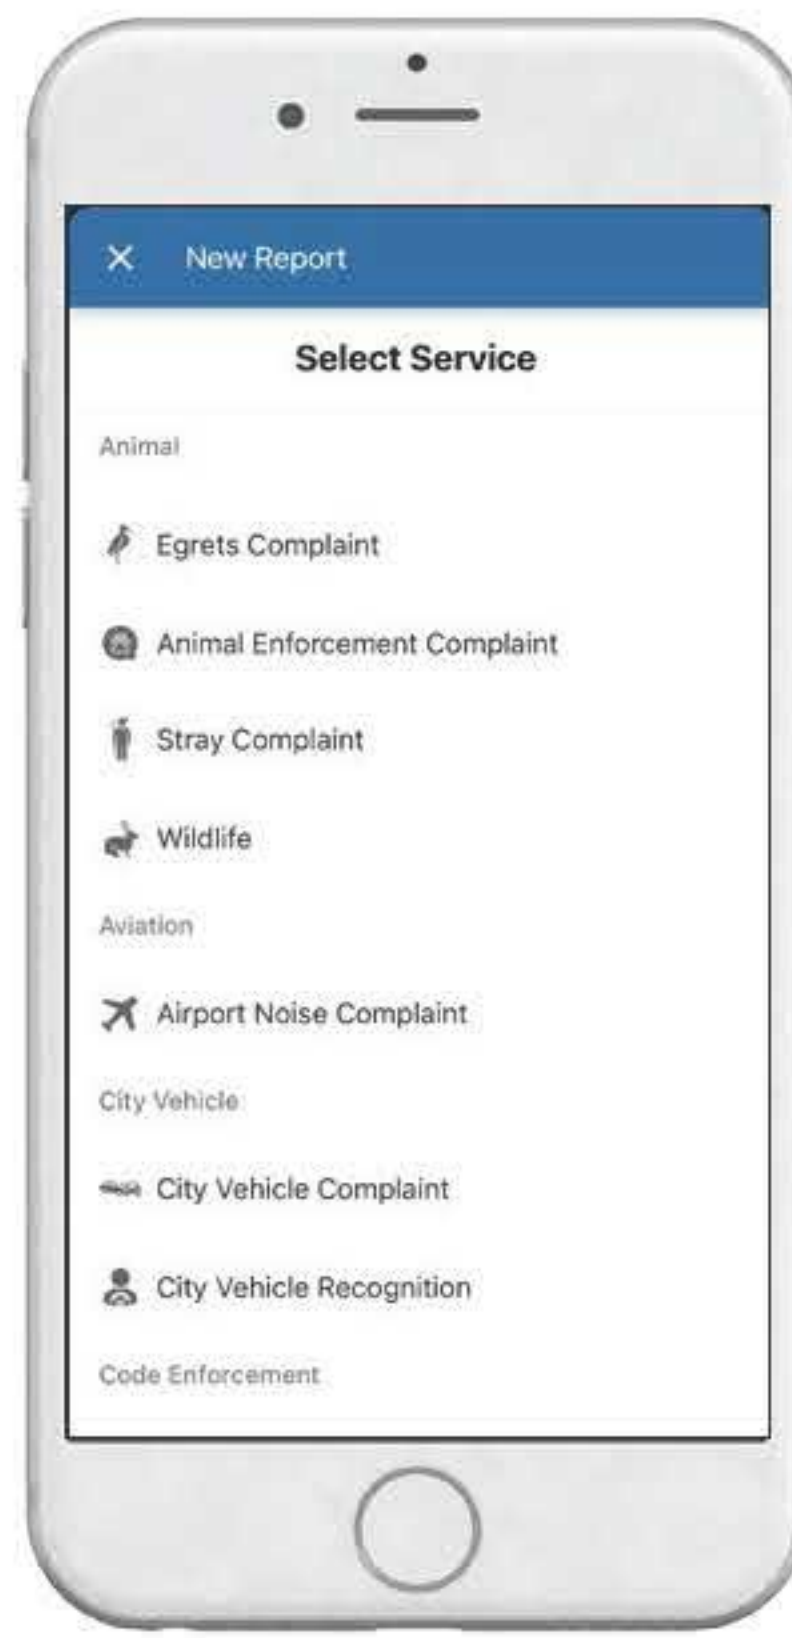 New Report
Select Service
Animal
Egrets Complaint
Animal Enforcement Complaint
Stray Complaint
Wildlife
Aviation
Airport Noise Complaint
City Vehicle
City Vehicle Complaint
City Vehicle Recognition
Code Enforcement